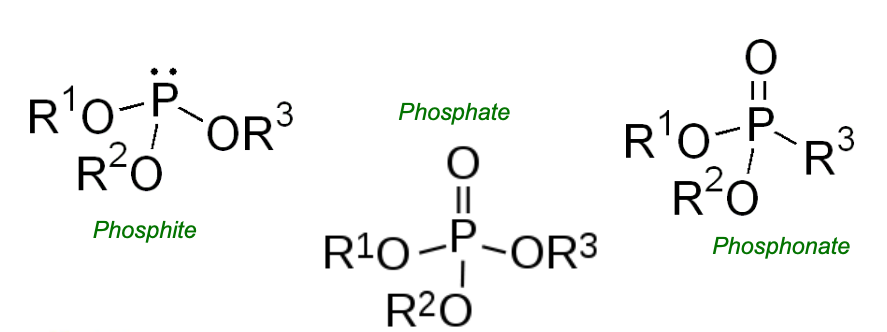 P
R¹O
OR³
R²O
Phosphite
Phosphate
O
P
R¹O
OR³
R²O
O
P
R¹O
R³
R²O
Phosphonate